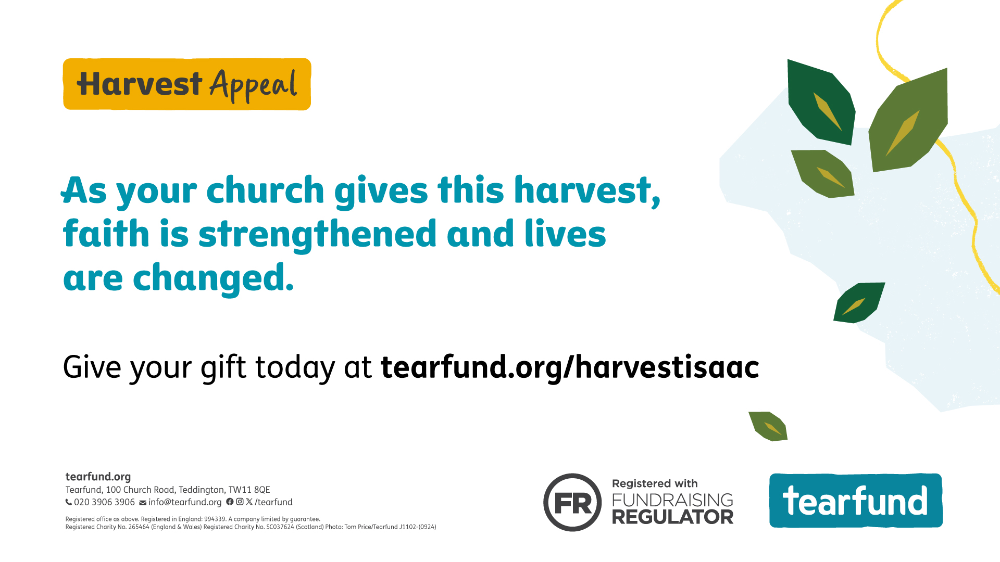 Harvest Appeal
As your church gives this harvest,
faith is strengthened and lives
are changed.
Give your gift today at tearfund.org/harvestisaac
tearfund.org
Tearfund, 100 Church Road, Teddington, TW11 8QE
020 3906 3906 info@tearfund.org /tearfund
Registered office as above. Registered in England: 994339. A company limited by guarantee.
Registered Charity No. 265464 (England & Wales) Registered Charity No. SC037624 (Scotland) Photo: Tom Price/Tearfund J1102-(0924)
FR
Registered with
FUNDRAISING
REGULATOR
tearfund